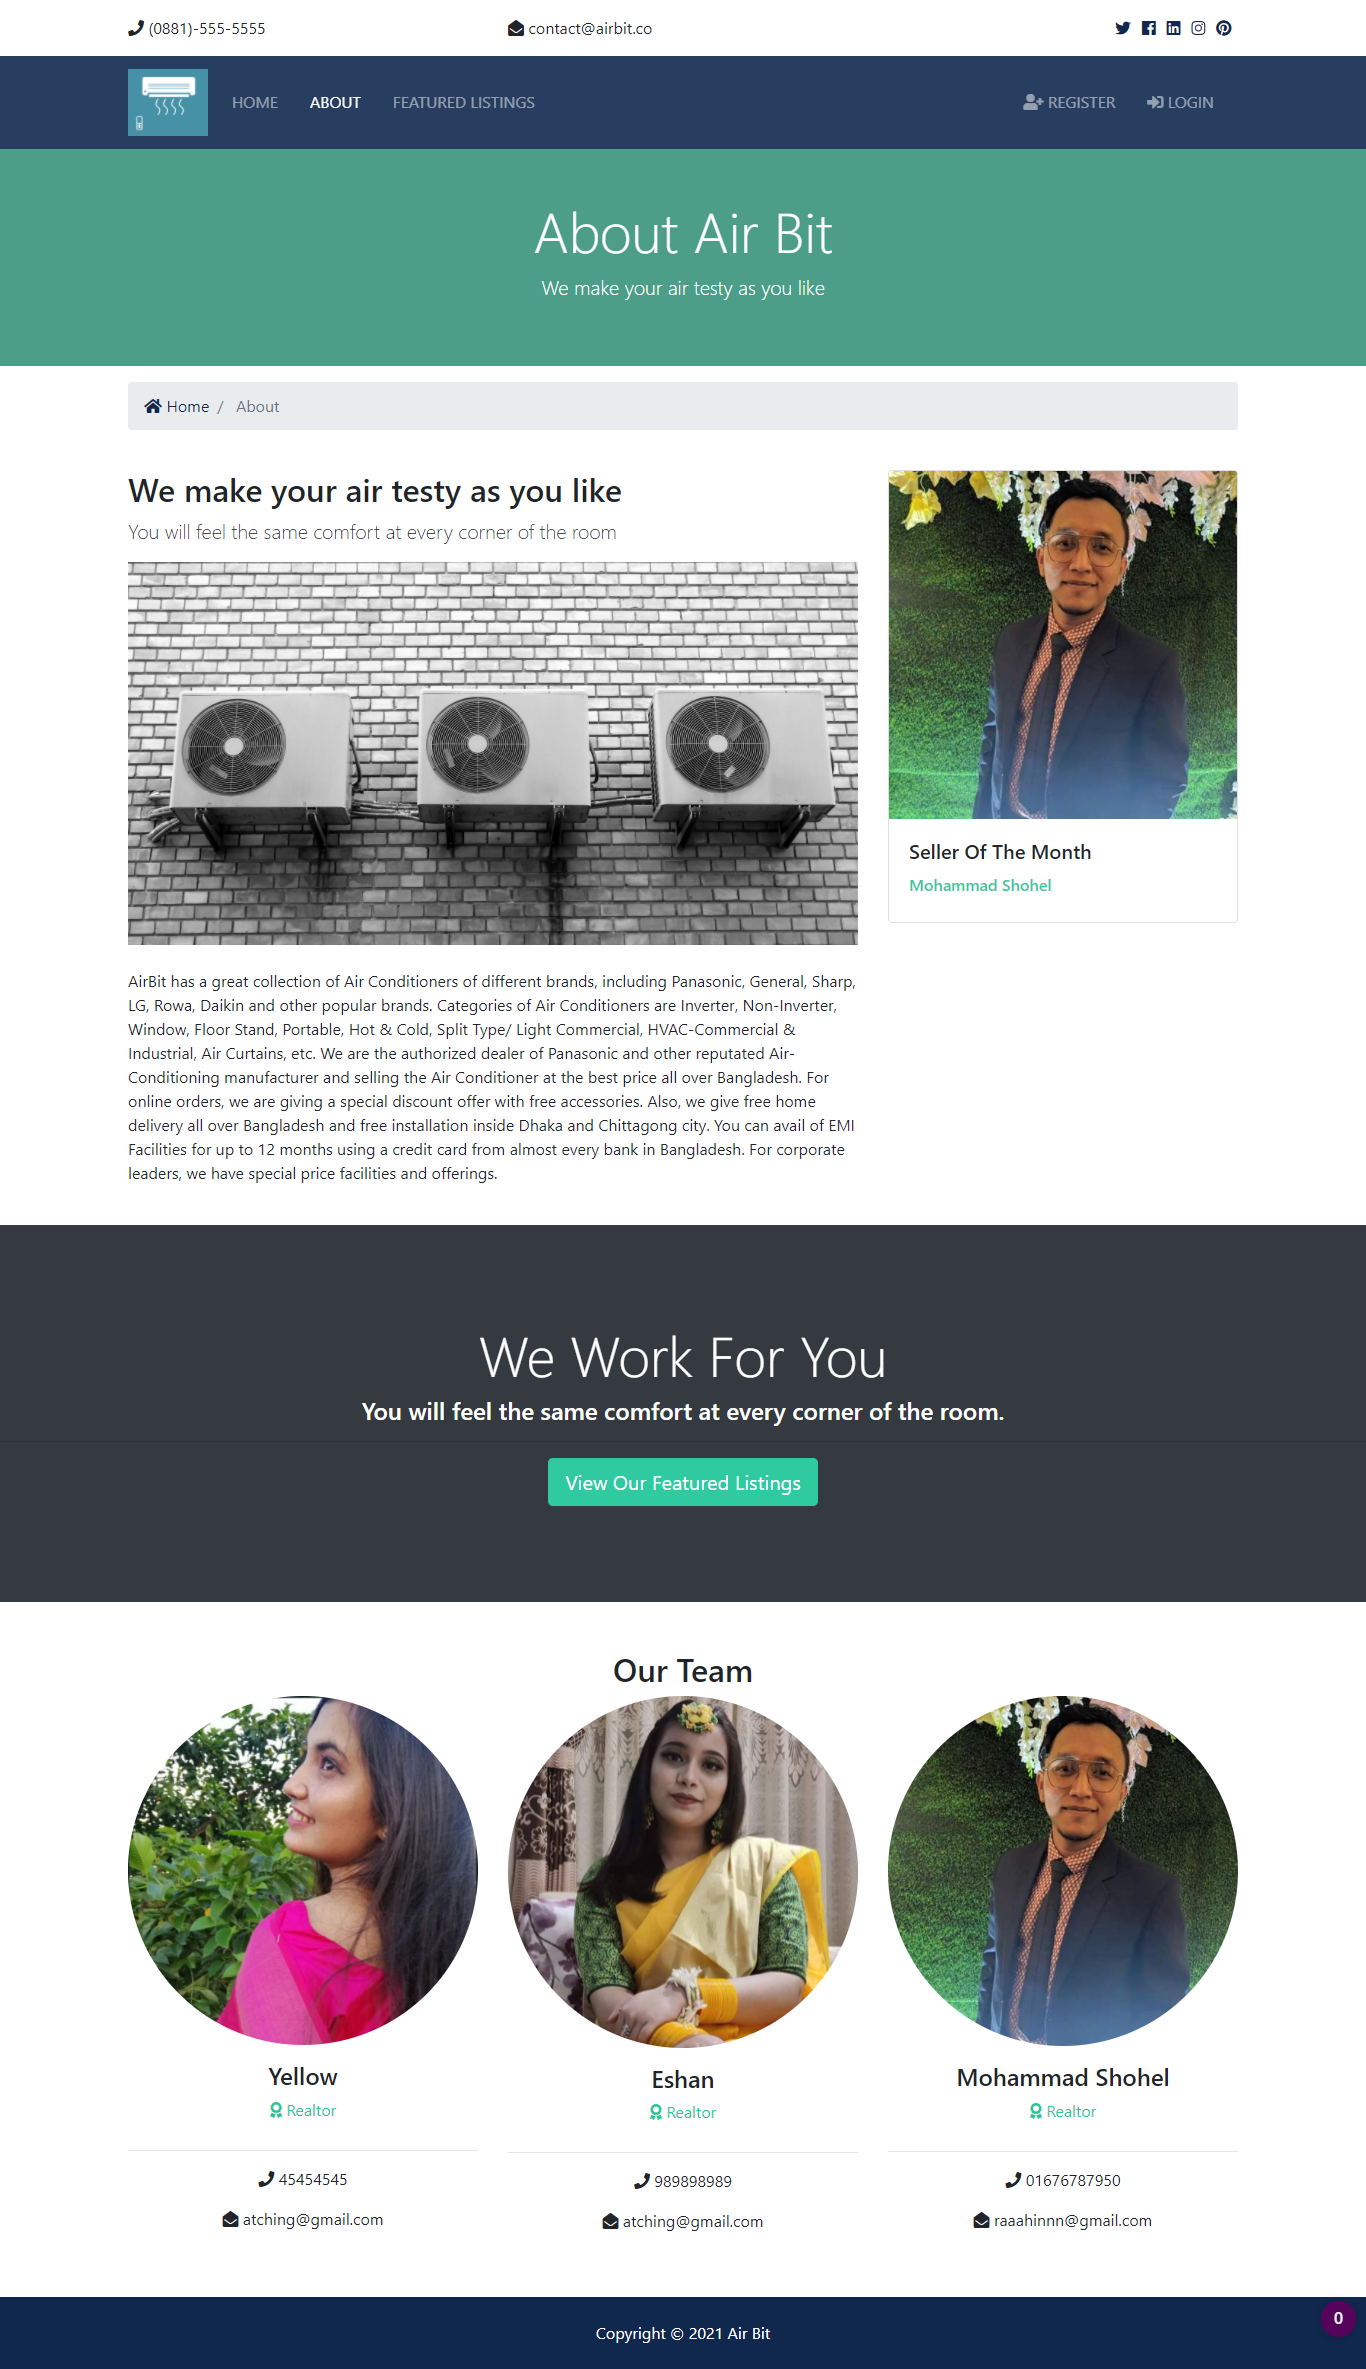 (0881)-555-5555
contact@airbit.co
HOME
ABOUT
FEATURED LISTINGS
REGISTER
LOGIN
About Air Bit
We make your air testy as you like
Home / About
We make your air testy as you like
You will feel the same comfort at every corner of the room
Seller Of The Month
Mohammad Shohel
AirBit has a great collection of Air Conditioners of different brands, including Panasonic, General, Sharp,
LG, Rowa, Daikin and other popular brands. Categories of Air Conditioners are Inverter, Non-Inverter,
Window, Floor Stand, Portable, Hot & Cold, Split Type/ Light Commercial, HVAC-Commercial &
Industrial, Air Curtains, etc. We are the authorized dealer of Panasonic and other reputated Air-
Conditioning manufacturer and selling the Air Conditioner at the best price all over Bangladesh. For
online orders, we are giving a special discount offer with free accessories. Also, we give free home
delivery all over Bangladesh and free installation inside Dhaka and Chittagong city. You can avail of EMI
Facilities for up to 12 months using a credit card from almost every bank in Bangladesh. For corporate
leaders, we have special price facilities and offerings.
We Work For You
You will feel the same comfort at every corner of the room.
View Our Featured Listings
Our Team
Yellow
Realtor
45454545
atching@gmail.com
Eshan
Realtor
989898989
atching@gmail.com
Mohammad Shohel
Realtor
01676787950
raaahinnn@gmail.com
Copyright © 2021 Air Bit
0